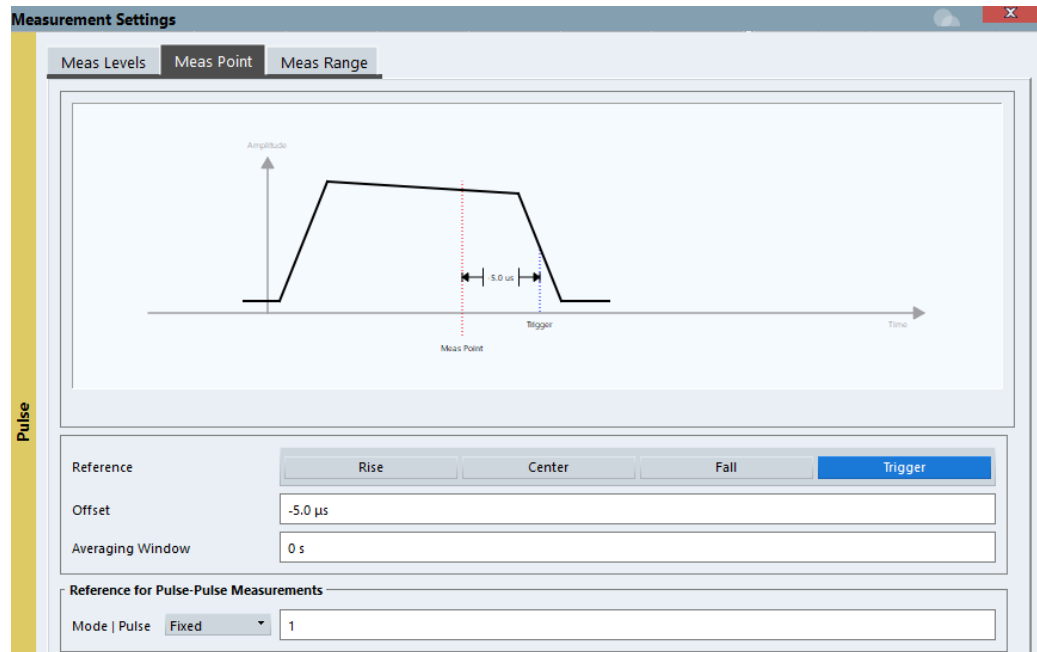 Measurement Settings
X
Meas Levels Meas Point Meas Range
Amplitude
-5.0 us
Trigger
Time
Meas Point
Pulse
Reference Rise Center Fall Trigger
Offset -5.0 µs
Averaging Window 0 s
Reference for Pulse-Pulse Measurements
Mode | Pulse Fixed 1